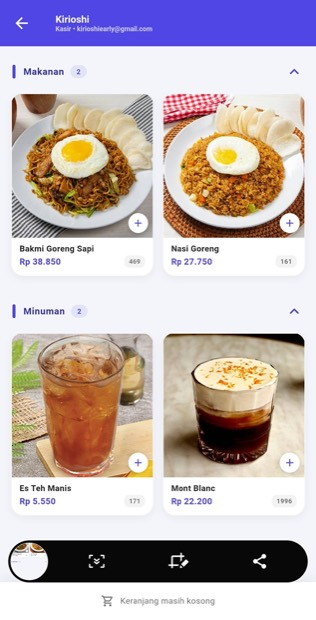 Kirioshi
Kasir • kirioshiearly@gmail.com
Makanan 2
Bakmi Goreng Sapi
Rp 38.850 469
Nasi Goreng
Rp 27.750 161
Minuman 2
Es Teh Manis
Rp 5.550 171
Mont Blanc
Rp 22.200 1996
Keranjang masih kosong